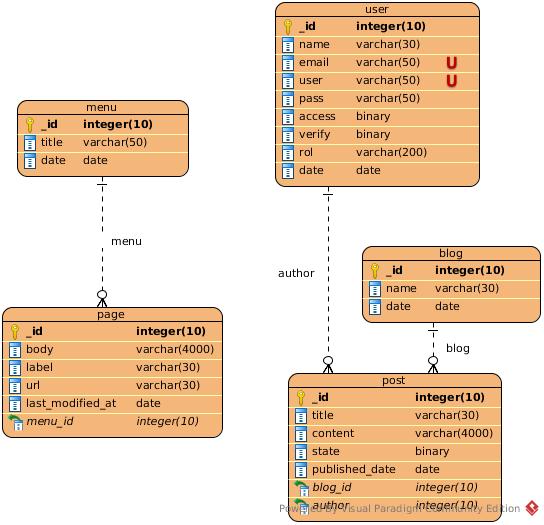 user
_id integer(10)
name varchar(30)
email varchar(50) U
user varchar(50) U
pass varchar(50)
access binary
verify binary
rol varchar(200)
date date
menu
_id integer(10)
title varchar(50)
date date
menu
author
blog
_id integer(10)
name varchar(30)
date date
blog
page
_id integer(10)
body varchar(4000)
label varchar(30)
url varchar(30)
last_modified_at date
menu_id integer(10)
post
_id integer(10)
title varchar(30)
content varchar(4000)
state binary
published_date date
blog_id integer(10)
author integer(10)
Powered By Visual Paradigm Community Edition